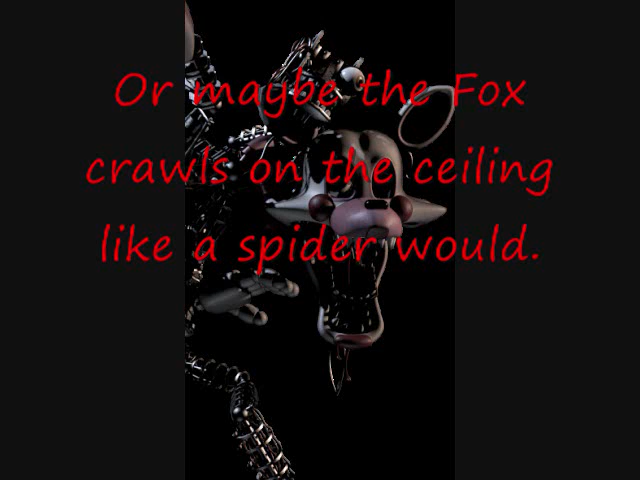 Or maybe the Fox
crawls on the ceiling
like a spider would.